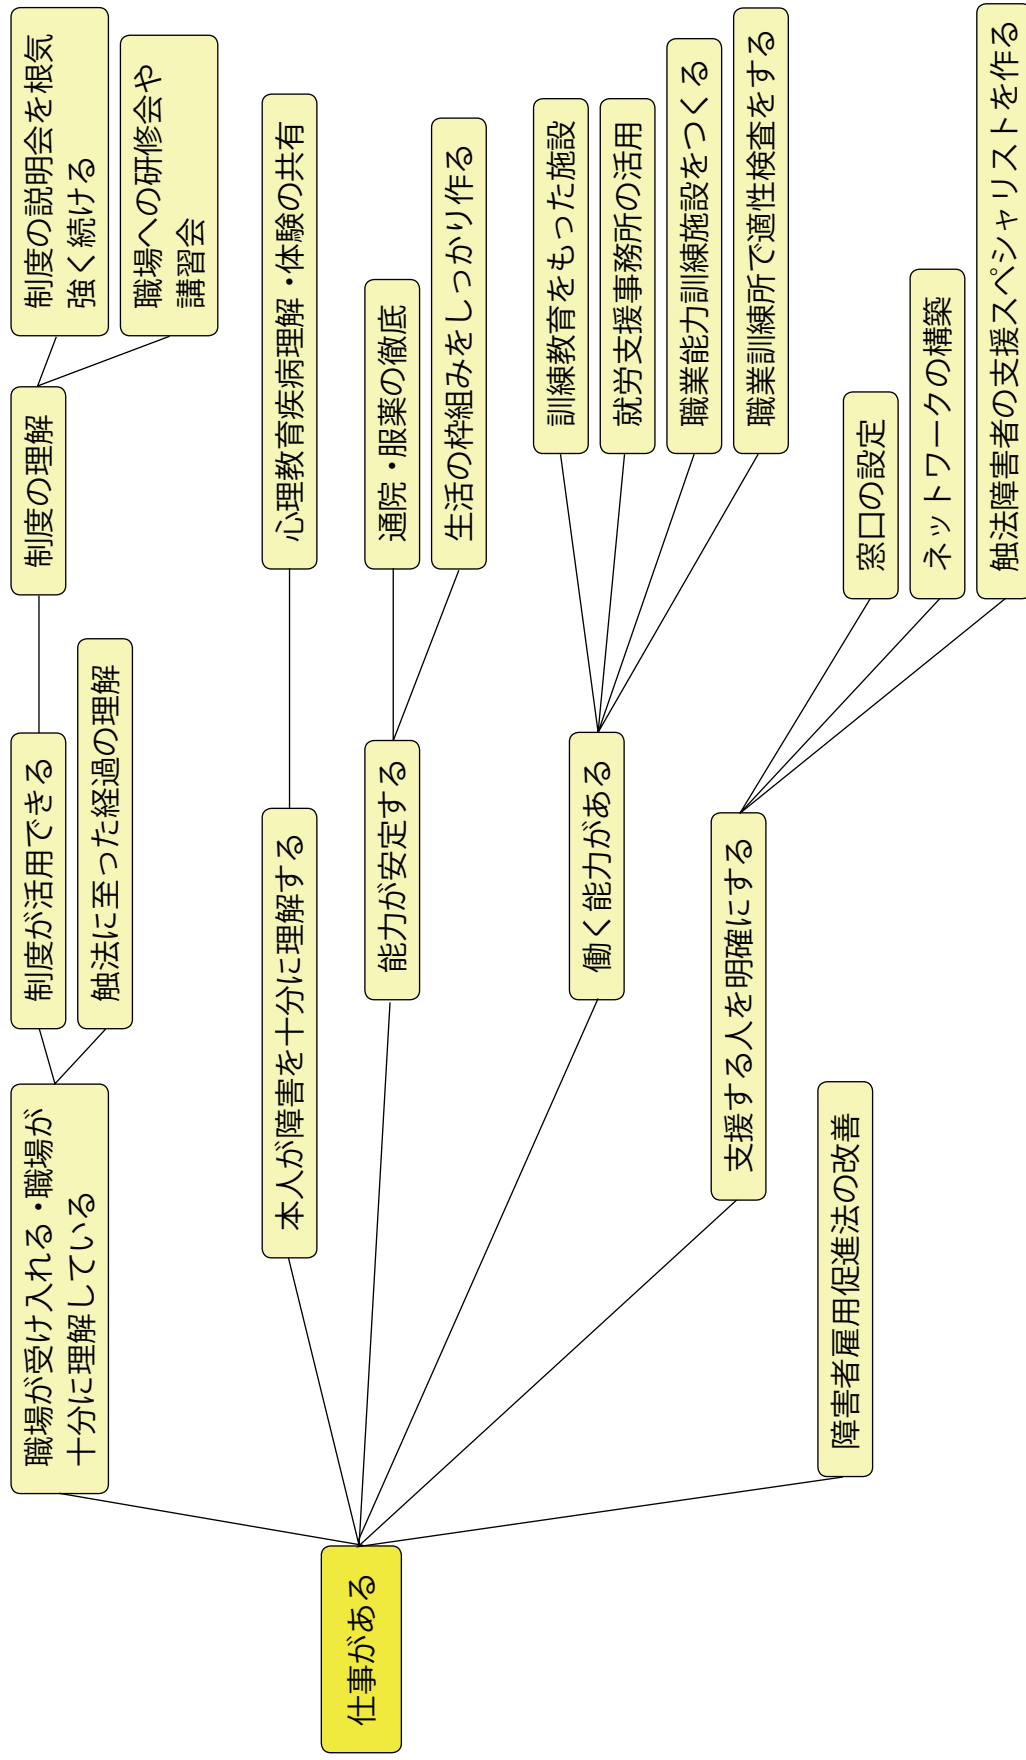 仕事がある
職場が受け入れる・職場が
十分に理解している
制度が活用できる
制度の理解
制度の説明会を根気
強く続ける
職場への研修会や
講習会
触法に至った経過の理解
本人が障害を十分に理解する
心理教育疾病理解・体験の共有
能力が安定する
通院・服薬の徹底
生活の枠組みをしっかり作る
働く能力がある
訓練教育をもった施設
就労支援事務所の活用
職業能力訓練施設をつくる
職業訓練所で適性検査をする
支援する人を明確にする
窓口の設定
ネットワークの構築
触法障害者の支援スペシャリストを作る
障害者雇用促進法の改善